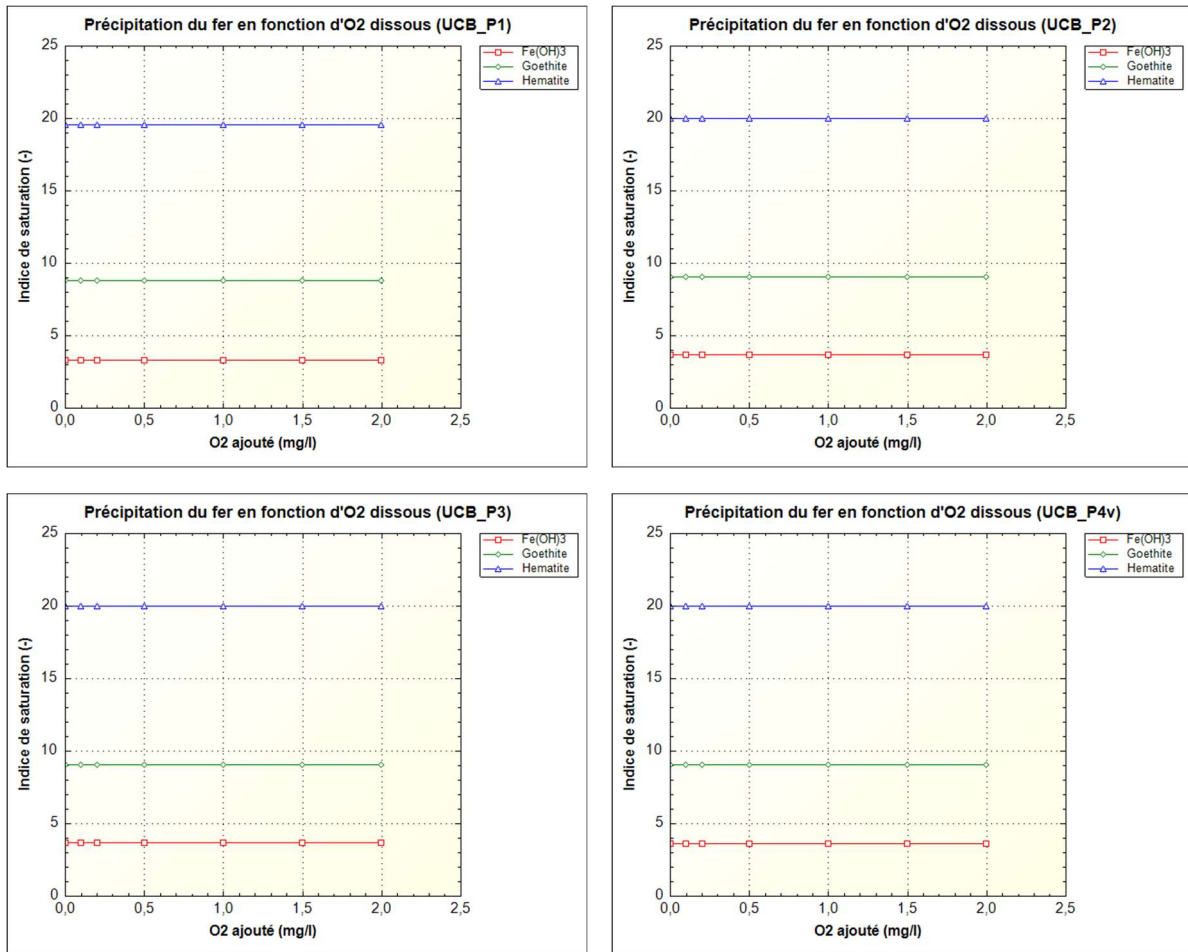 Précipitation du fer en fonction d'O2 dissous (UCB_P1)
25
20
15
10
5
0
Indice de saturation (-)
0,0 0,5 1,0 1,5 2,0 2,5
O2 ajouté (mg/l)
Fe(OH)3
Goethite
Hematite
Précipitation du fer en fonction d'O2 dissous (UCB_P2)
25
20
15
10
5
0
Indice de saturation (-)
0,0 0,5 1,0 1,5 2,0 2,5
O2 ajouté (mg/l)
Fe(OH)3
Goethite
Hematite
Précipitation du fer en fonction d'O2 dissous (UCB_P3)
25
20
15
10
5
0
Indice de saturation (-)
0,0 0,5 1,0 1,5 2,0 2,5
O2 ajouté (mg/l)
Fe(OH)3
Goethite
Hematite
Précipitation du fer en fonction d'O2 dissous (UCB_P4v)
25
20
15
10
5
0
Indice de saturation (-)
0,0 0,5 1,0 1,5 2,0 2,5
O2 ajouté (mg/l)
Fe(OH)3
Goethite
Hematite